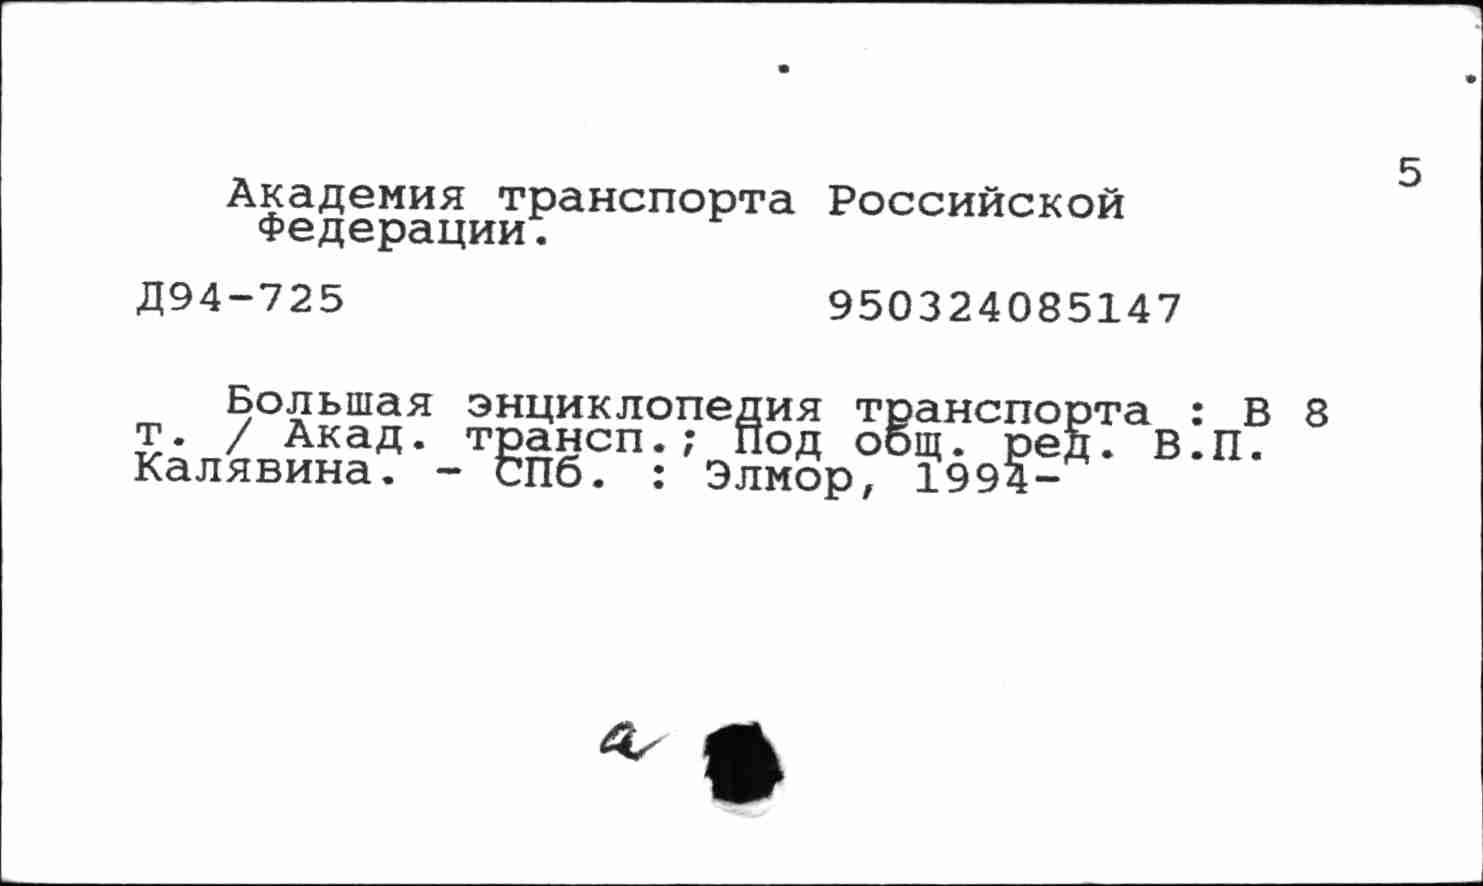 5
Академия транспорта Российской
Федерации.
Д94-725 950324085147
Большая энциклопедия транспорта : В 8
т. / Акад. трансп.; Под общ. ред. В.П.
Калявина. - СПб. : Элмор, 1994-
а